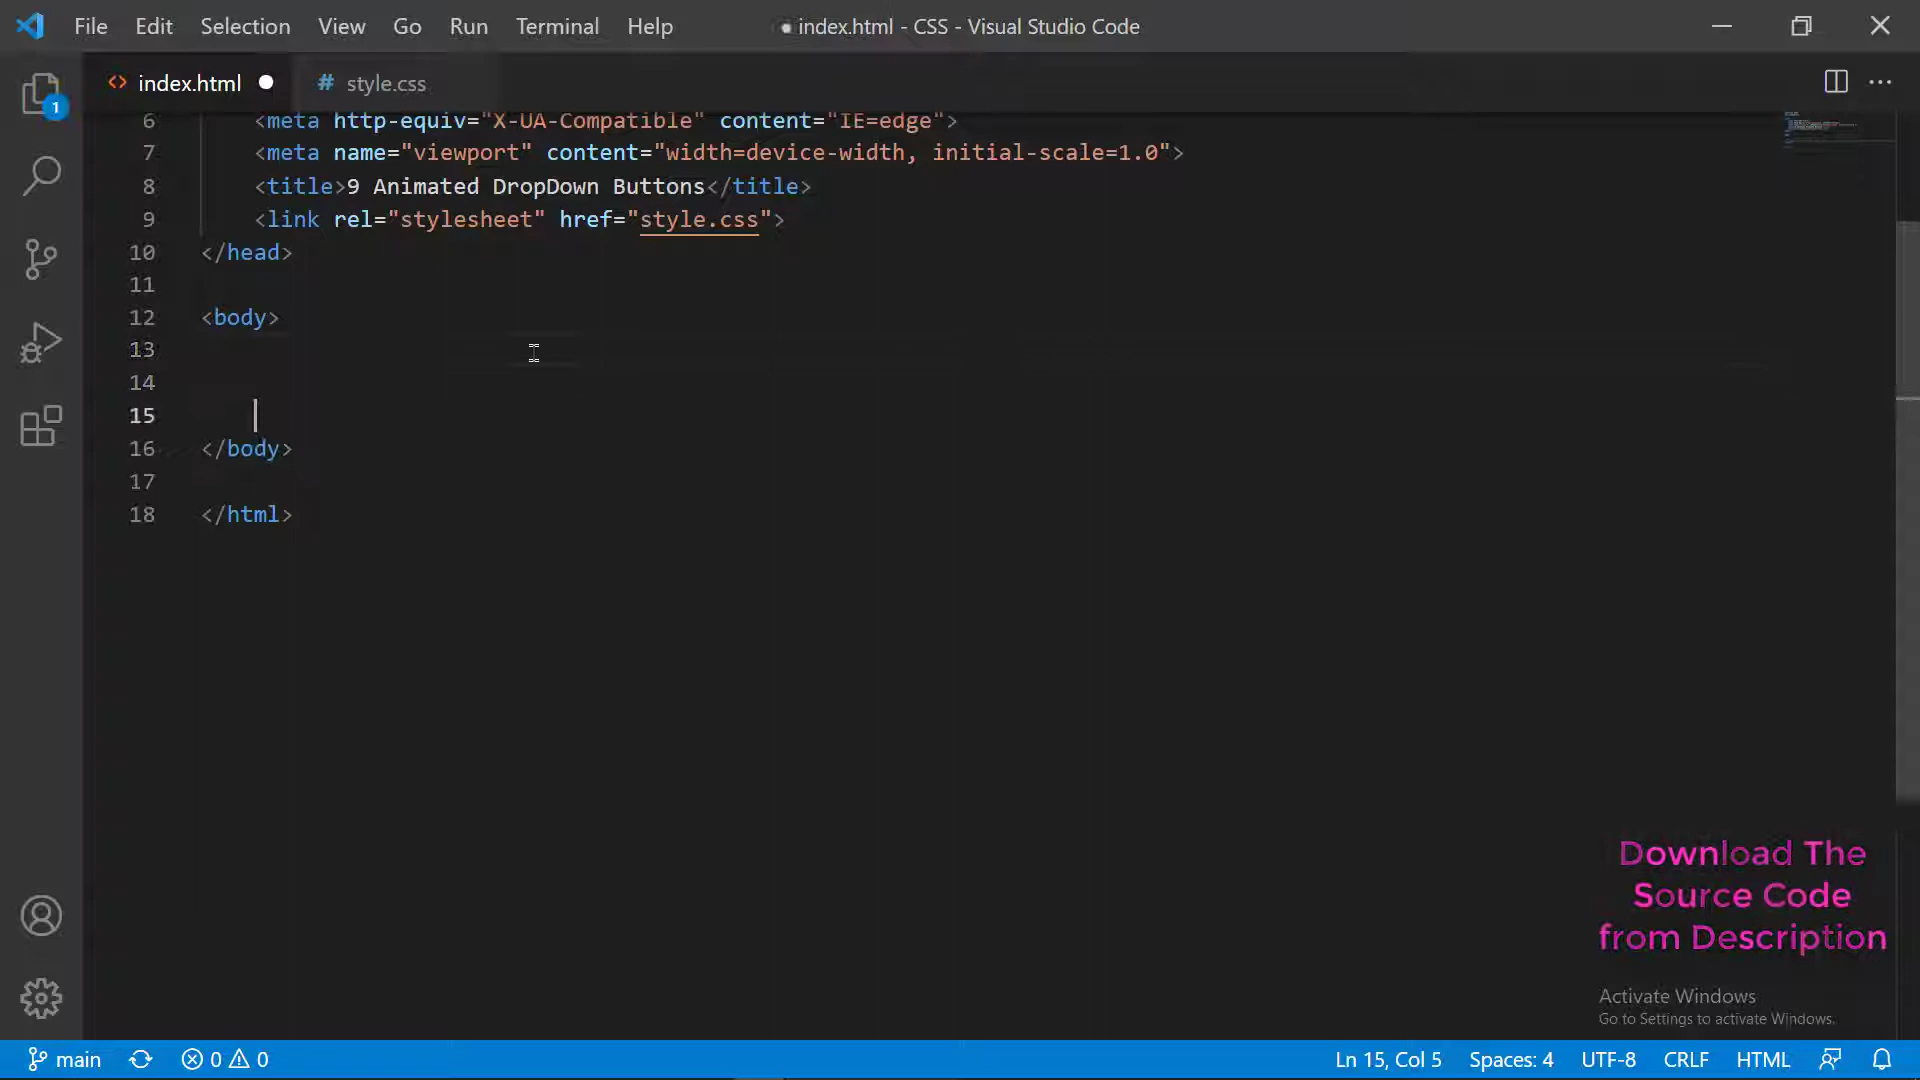 File Edit Selection View Go Run Terminal Help ● index.html - CSS - Visual Studio Code
<> index.html ● # style.css ···
1
6 <meta http-equiv="X-UA-Compatible" content="IE=edge">
7 <meta name="viewport" content="width=device-width, initial-scale=1.0">
8 <title>9 Animated DropDown Buttons</title>
9 <link rel="stylesheet" href="style.css">
10 </head>
11
12 <body>
13
14
15
16 </body>
17
18 </html>
Download The
Source Code
from Description
Activate Windows
Go to Settings to activate Windows.
main 0 0 Ln 15, Col 5 Spaces: 4 UTF-8 CRLF HTML